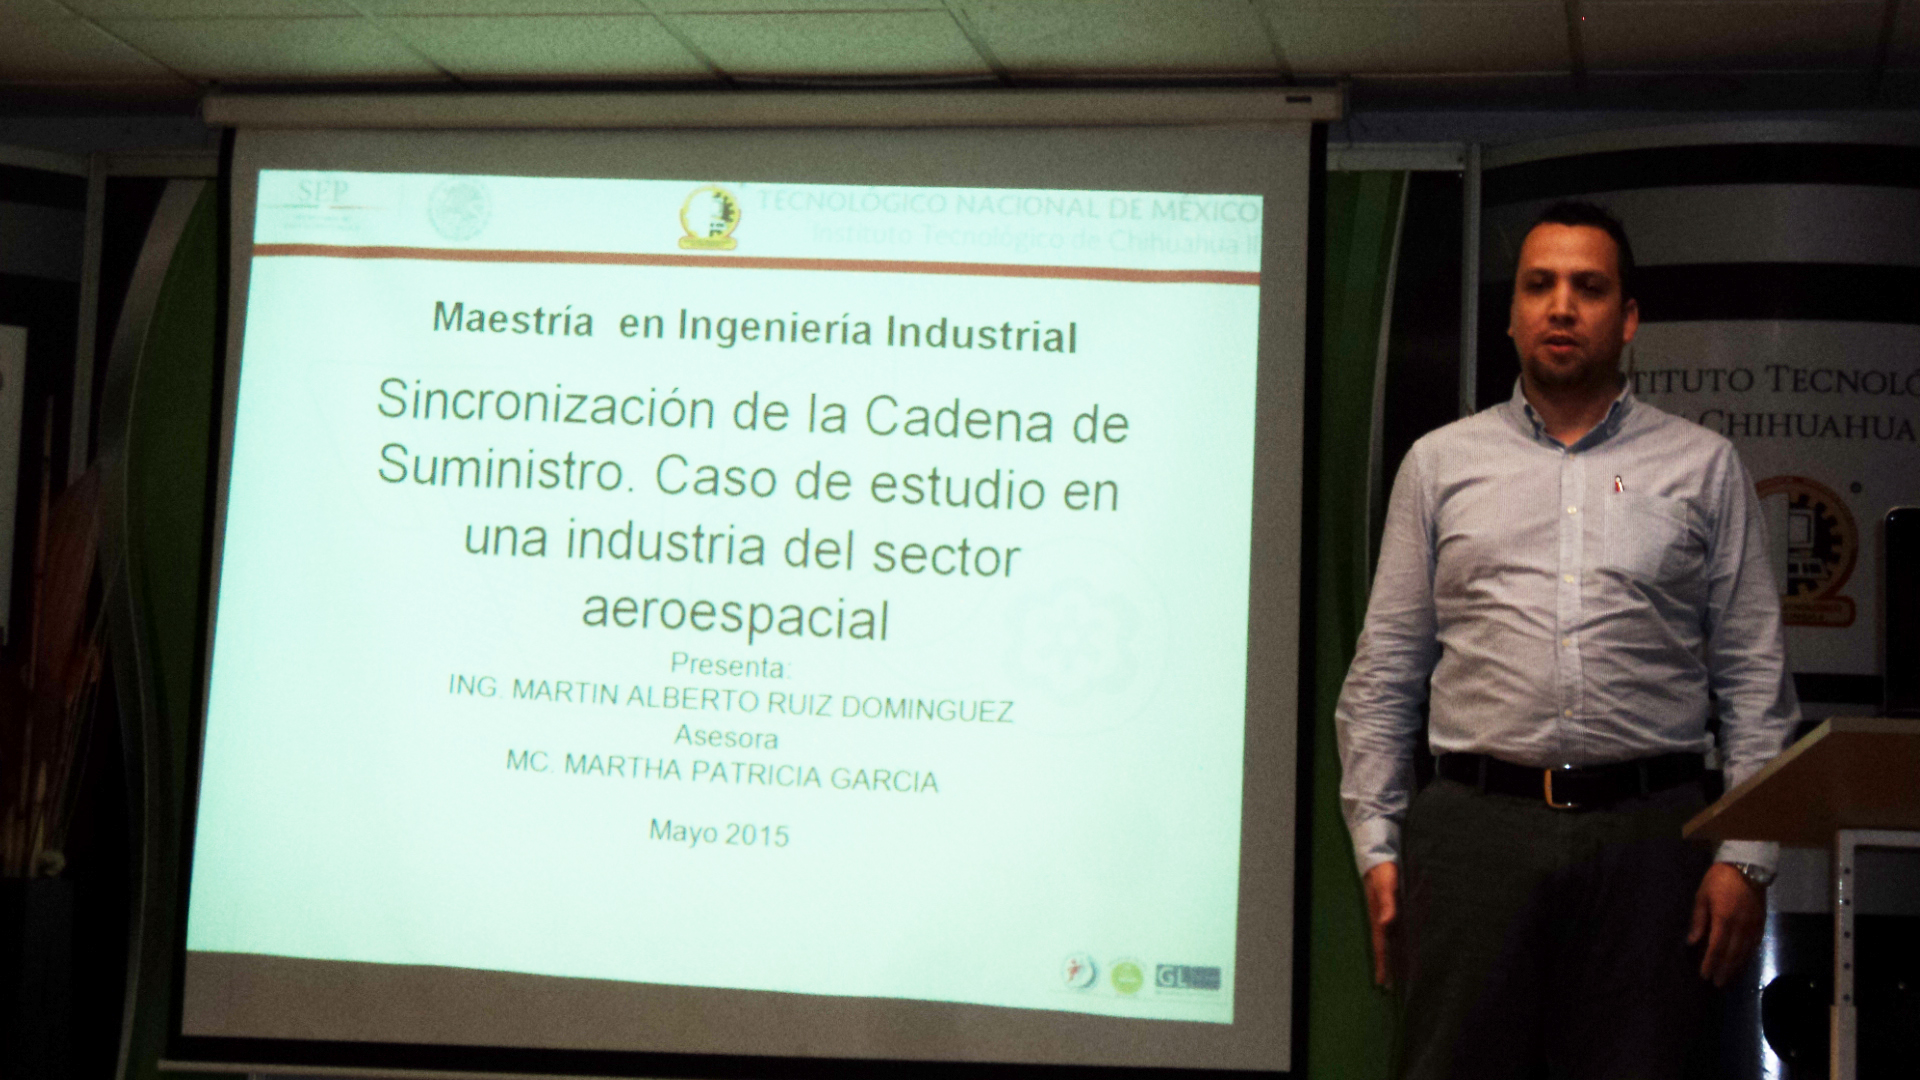 SEP
TECNOLÓGICO NACIONAL DE MÉXICO
Instituto Tecnológico de Chihuahua II
Maestría en Ingeniería Industrial
Sincronización de la Cadena de
Suministro. Caso de estudio en
una industria del sector
aeroespacial
Presenta:
ING. MARTIN ALBERTO RUIZ DOMINGUEZ
Asesora
MC. MARTHA PATRICIA GARCIA
Mayo 2015
GL
TITUTO TECNOLÓ
CHIHUAHUA